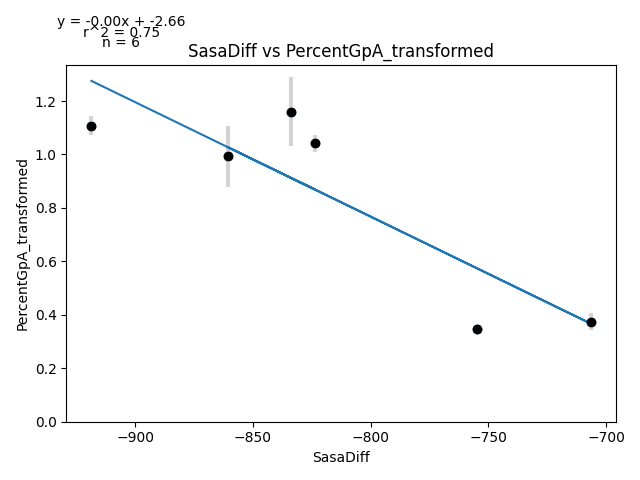 y = -0.00x + -2.66
r^2 = 0.75
n = 6
SasaDiff vs PercentGpA_transformed
PercentGpA_transformed
1.2
1.0
0.8
0.6
0.4
0.2
0.0
−900
−850
−800
−750
−700
SasaDiff